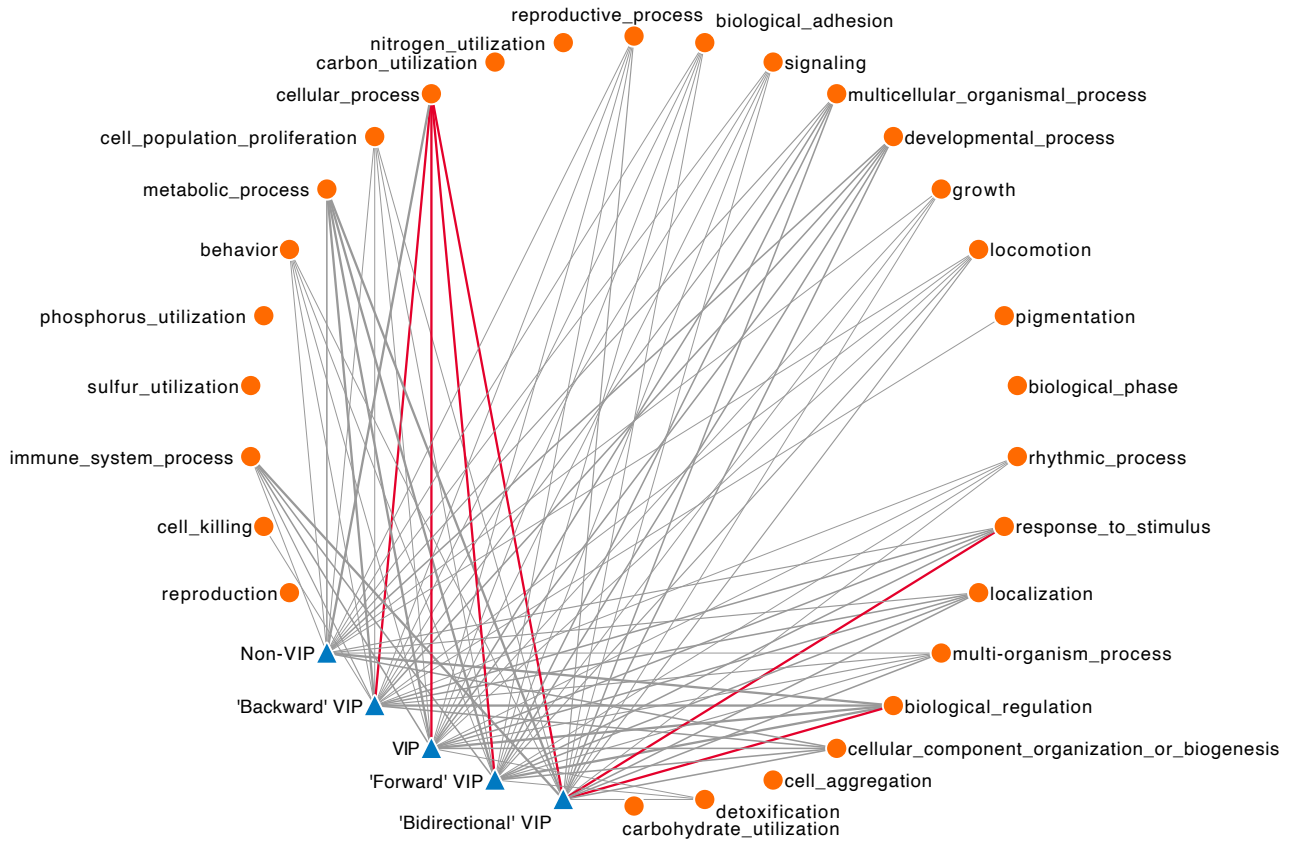 reproductive_process
biological_adhesion
nitrogen_utilization
carbon_utilization
signaling
cellular_process
multicellular_organismal_process
cell_population_proliferation
developmental_process
metabolic_process
growth
behavior
locomotion
phosphorus_utilization
pigmentation
sulfur_utilization
biological_phase
immune_system_process
rhythmic_process
cell_killing
response_to_stimulus
reproduction
localization
Non-VIP
multi-organism_process
'Backward' VIP
biological_regulation
VIP
cellular_component_organization_or_biogenesis
'Forward' VIP
cell_aggregation
detoxification
'Bidirectional' VIP
carbohydrate_utilization